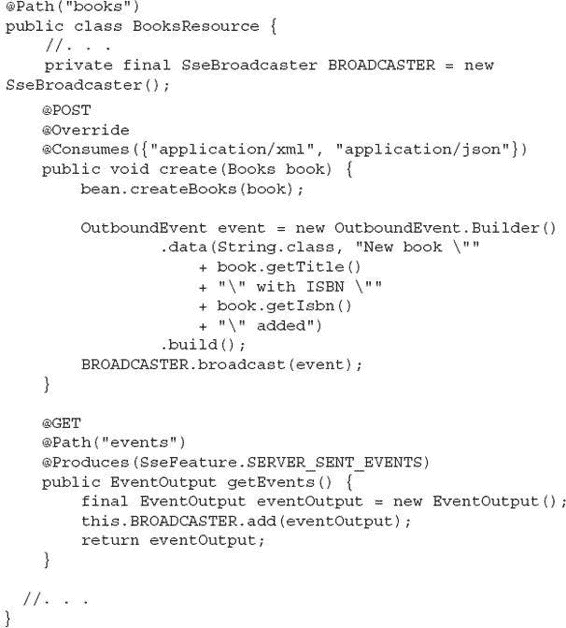 @Path("books")
public class BooksResource {
    //. . .
    private final SseBroadcaster BROADCASTER = new
SseBroadcaster();
    @POST
    @Override
    @Consumes({"application/xml", "application/json"})
    public void create(Books book) {
        bean.createBooks(book);

        OutboundEvent event = new OutboundEvent.Builder()
                .data(String.class, "New book \""
                    + book.getTitle()
                    + "\" with ISBN \""
                    + book.getIsbn()
                    + "\" added")
                .build();
        BROADCASTER.broadcast(event);
    }

    @GET
    @Path("events")
    @Produces(SseFeature.SERVER_SENT_EVENTS)
    public EventOutput getEvents() {
        final EventOutput eventOutput = new EventOutput();
        this.BROADCASTER.add(eventOutput);
        return eventOutput;
    }

  //. . .
}